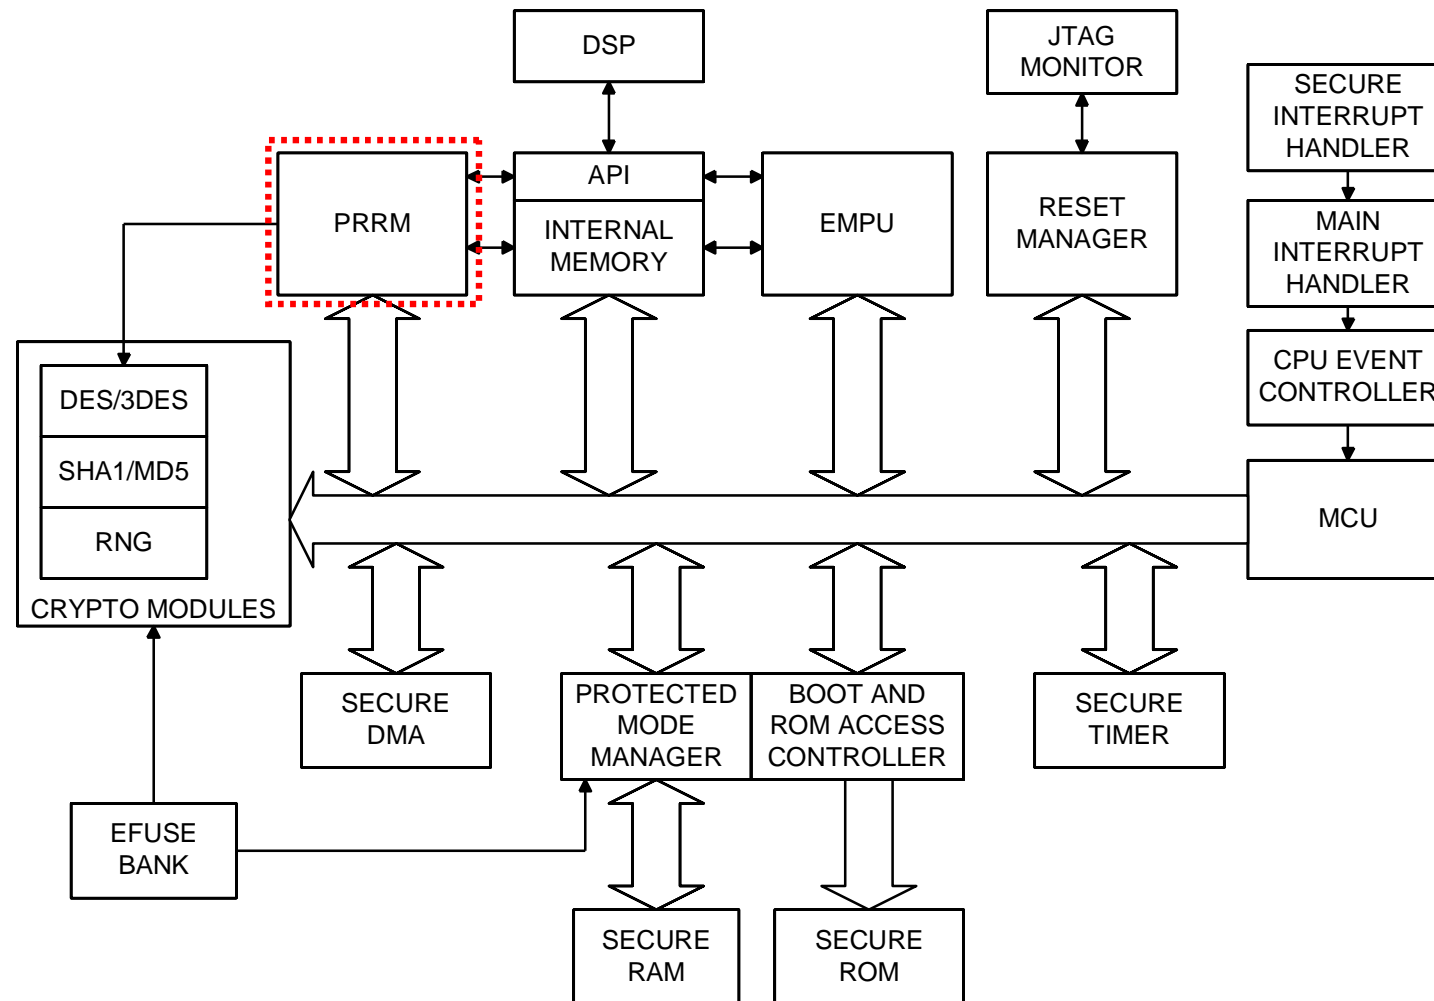 DSP
JTAG
MONITOR
SECURE
INTERRUPT
HANDLER
PRRM
API
INTERNAL
MEMORY
EMPU
RESET
MANAGER
MAIN
INTERRUPT
HANDLER
CPU EVENT
CONTROLLER
DES/3DES
SHA1/MD5
RNG
CRYPTO MODULES
MCU
SECURE
DMA
PROTECTED
MODE
MANAGER
BOOT AND
ROM ACCESS
CONTROLLER
SECURE
TIMER
EFUSE
BANK
SECURE
RAM
SECURE
ROM